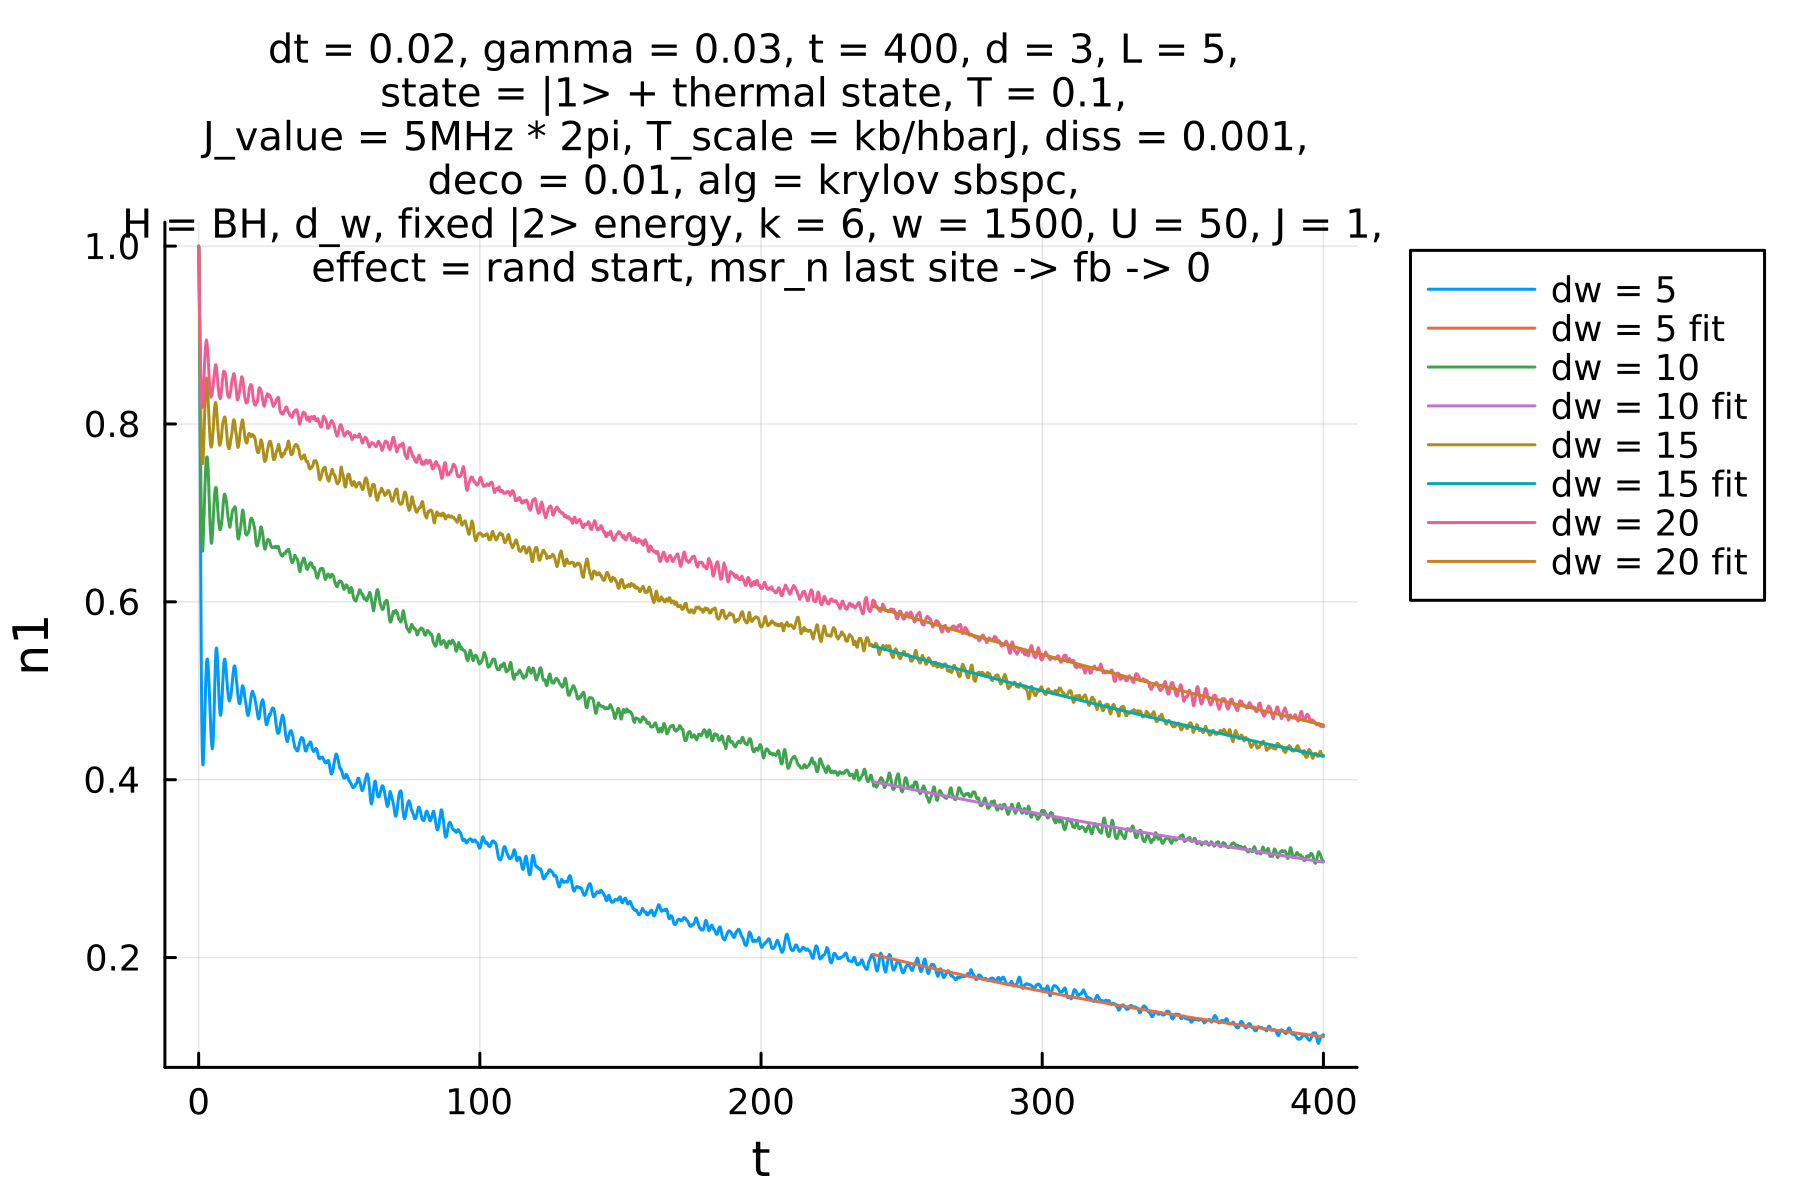 dt = 0.02, gamma = 0.03, t = 400, d = 3, L = 5,
state = |1> + thermal state, T = 0.1,
J_value = 5MHz * 2pi, T_scale = kb/hbarJ, diss = 0.001,
deco = 0.01, alg = krylov sbspc,
H = BH, d_w, fixed |2> energy, k = 6, w = 1500, U = 50, J = 1,
effect = rand start, msr_n last site -> fb -> 0
1.0
0.8
0.6
0.4
0.2
n1
0
100
200
300
400
t
dw = 5
dw = 5 fit
dw = 10
dw = 10 fit
dw = 15
dw = 15 fit
dw = 20
dw = 20 fit